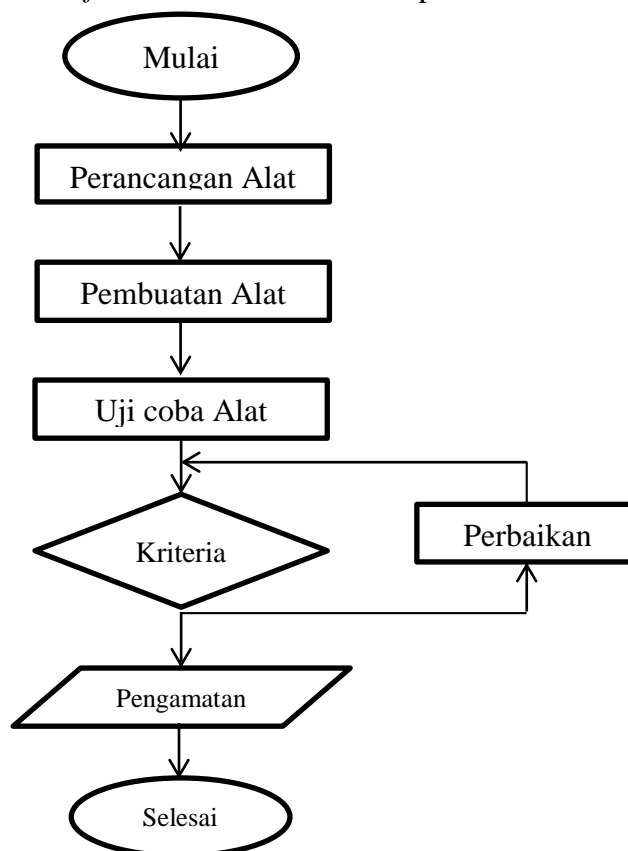 Mulai
Perancangan Alat
Pembuatan Alat
Uji coba Alat
Kriteria
Perbaikan
Pengamatan
Selesai